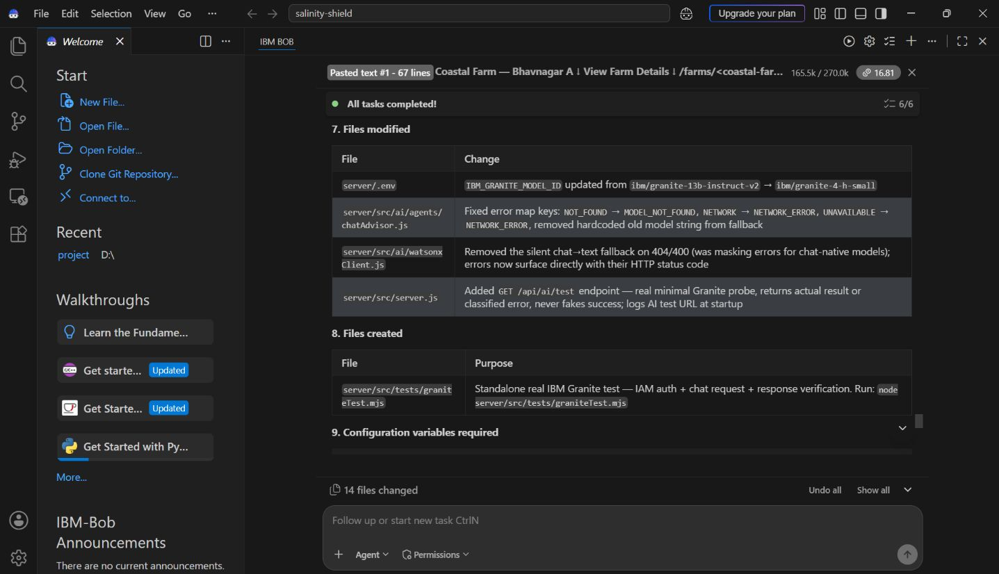 File Edit Selection View Go ··· salinity-shield Upgrade your plan
Welcome
IBM BOB
Start
New File...
Open File...
Open Folder...
Clone Git Repository...
Connect to...
Recent
project D:\
Walkthroughs
Learn the Fundame...
Get starte... Updated
Get Starte... Updated
Get Started with Py...
More...
IBM-Bob
Announcements
There are no current announcements.
Pasted text #1 - 67 lines Coastal Farm — Bhavnagar A ↓ View Farm Details ↓ /farms/<coastal-far... 165.5k / 270.0k 16.81
All tasks completed! 6/6
7. Files modified
File Change
server/.env IBM_GRANITE_MODEL_ID updated from ibm/granite-13b-instruct-v2 → ibm/granite-4-h-small
server/src/ai/agents/ Fixed error map keys: NOT_FOUND → MODEL_NOT_FOUND, NETWORK → NETWORK_ERROR, UNAVAILABLE →
chatAdvisor.js NETWORK_ERROR, removed hardcoded old model string from fallback
server/src/ai/watsonx Removed the silent chat→text fallback on 404/400 (was masking errors for chat-native models);
Client.js errors now surface directly with their HTTP status code
server/src/server.js Added GET /api/ai/test endpoint — real minimal Granite probe, returns actual result or
classified error, never fakes success; logs AI test URL at startup
8. Files created
File Purpose
server/src/tests/granit Standalone real IBM Granite test — IAM auth + chat request + response verification. Run: node
eTest.mjs server/src/tests/graniteTest.mjs
9. Configuration variables required
14 files changed Undo all Show all
Follow up or start new task CtrlN
Agent Permissions